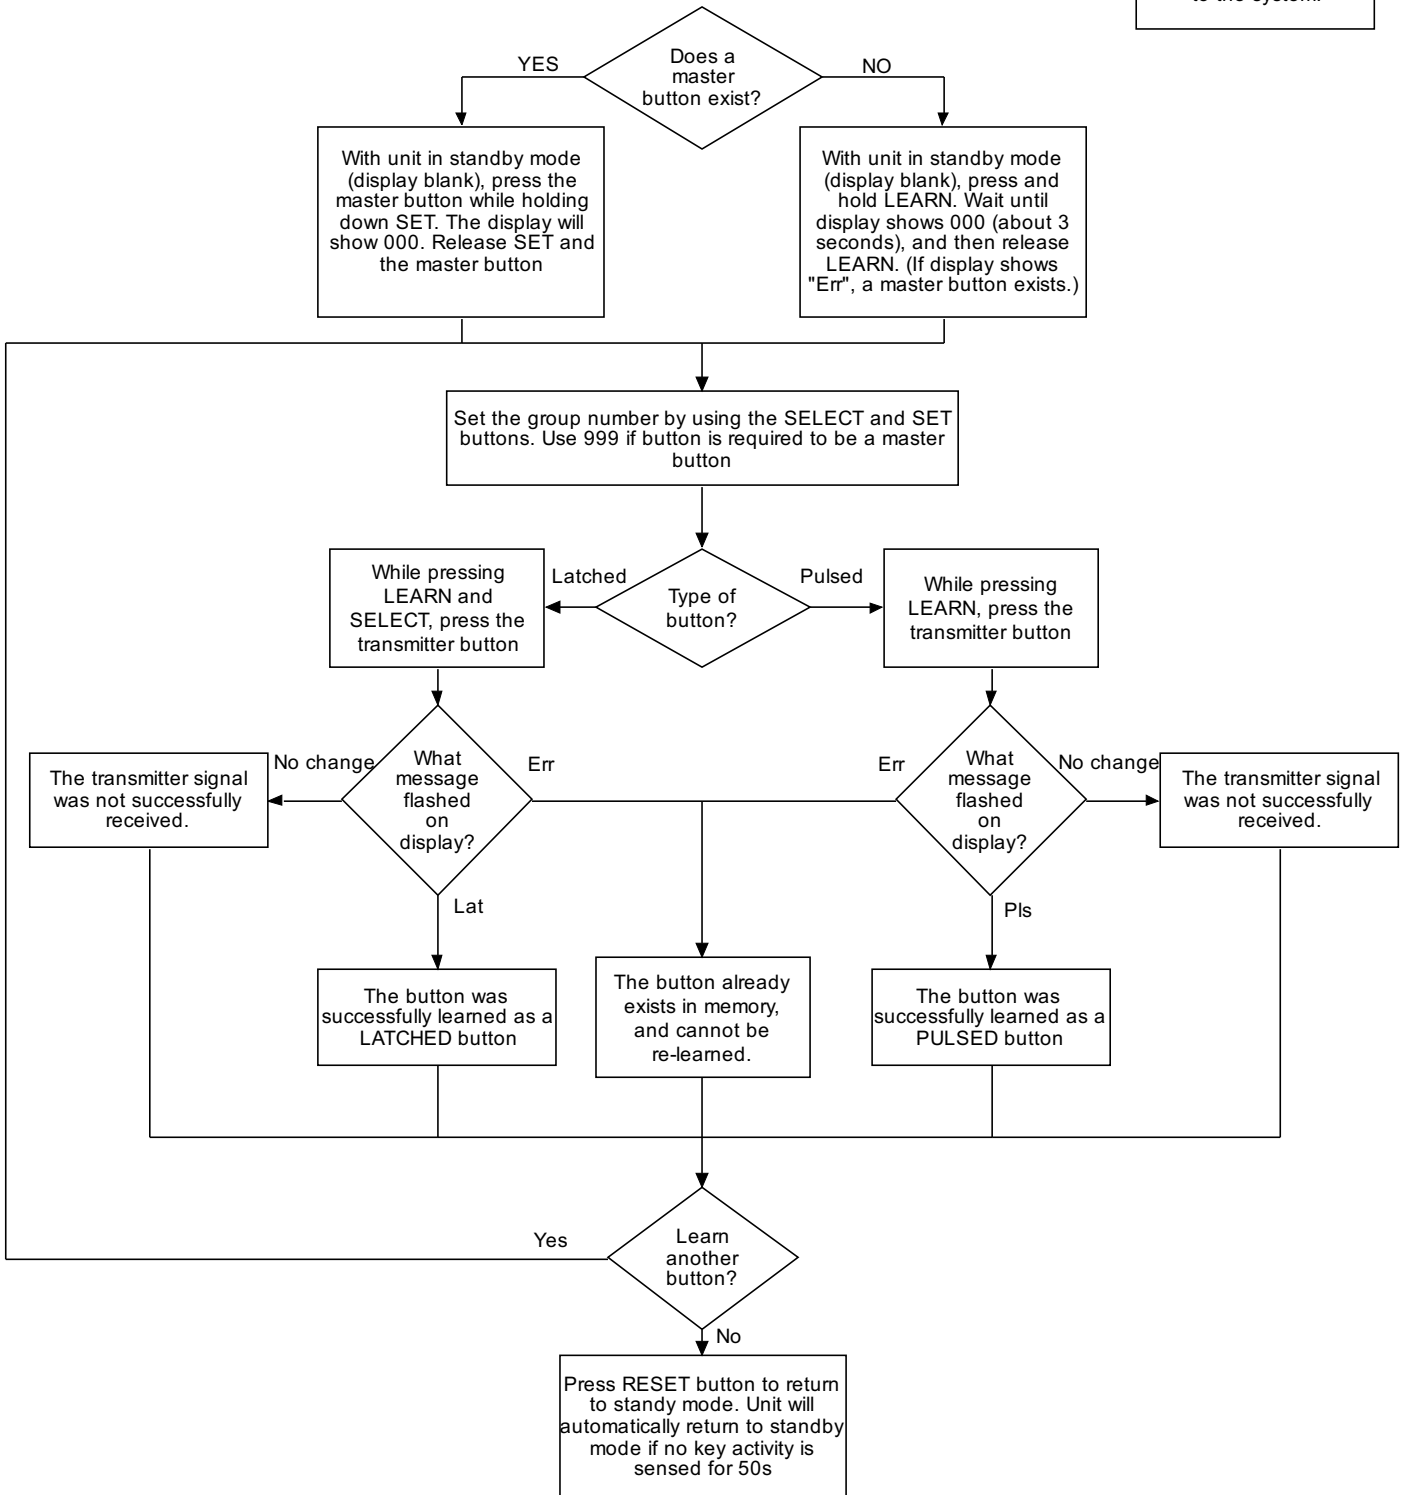 to the system.
Does a
master
button exist?
YES
NO
With unit in standby mode
(display blank), press the
master button while holding
down SET. The display will
show 000. Release SET and
the master button
With unit in standby mode
(display blank), press and
hold LEARN. Wait until
display shows 000 (about 3
seconds), and then release
LEARN. (If display shows
"Err", a master button exists.)
Set the group number by using the SELECT and SET
buttons. Use 999 if button is required to be a master
button
While pressing
LEARN and
SELECT, press the
transmitter button
Latched
Type of
button?
Pulsed
While pressing
LEARN, press the
transmitter button
The transmitter signal
was not successfully
received.
No change
What
message
flashed
on
display?
Err
Err
What
message
flashed
on
display?
No change
The transmitter signal
was not successfully
received.
Lat
Pls
The button was
successfully learned as a
LATCHED button
The button already
exists in memory,
and cannot be
re-learned.
The button was
successfully learned as a
PULSED button
Yes
Learn
another
button?
No
Press RESET button to return
to standy mode. Unit will
automatically return to standby
mode if no key activity is
sensed for 50s